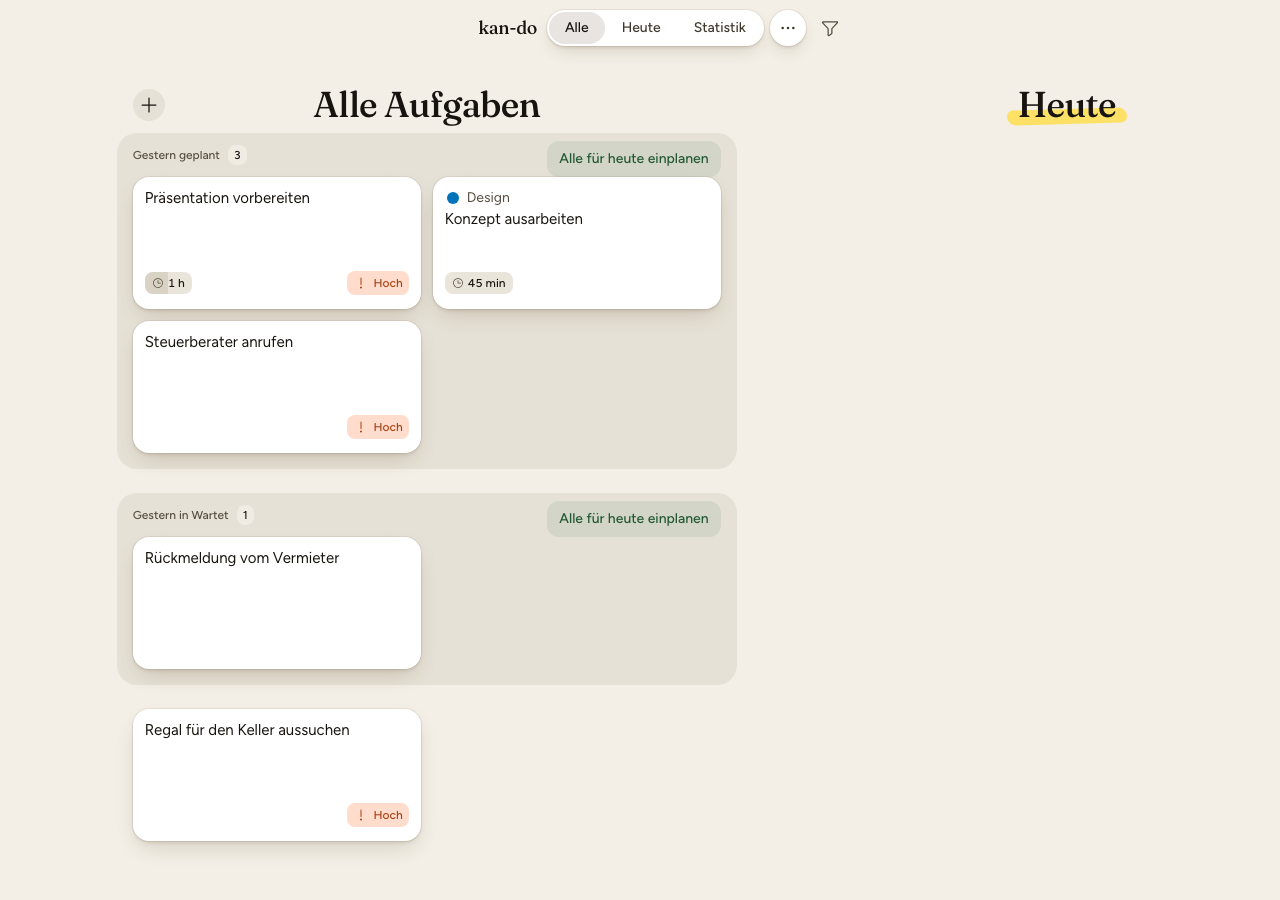 kan-do
Alle
Heute
Statistik
Alle Aufgaben
Heute
Gestern geplant 3
Alle für heute einplanen
Präsentation vorbereiten
1 h
! Hoch
Design
Konzept ausarbeiten
45 min
Steuerberater anrufen
! Hoch
Gestern in Wartet 1
Alle für heute einplanen
Rückmeldung vom Vermieter
Regal für den Keller aussuchen
! Hoch